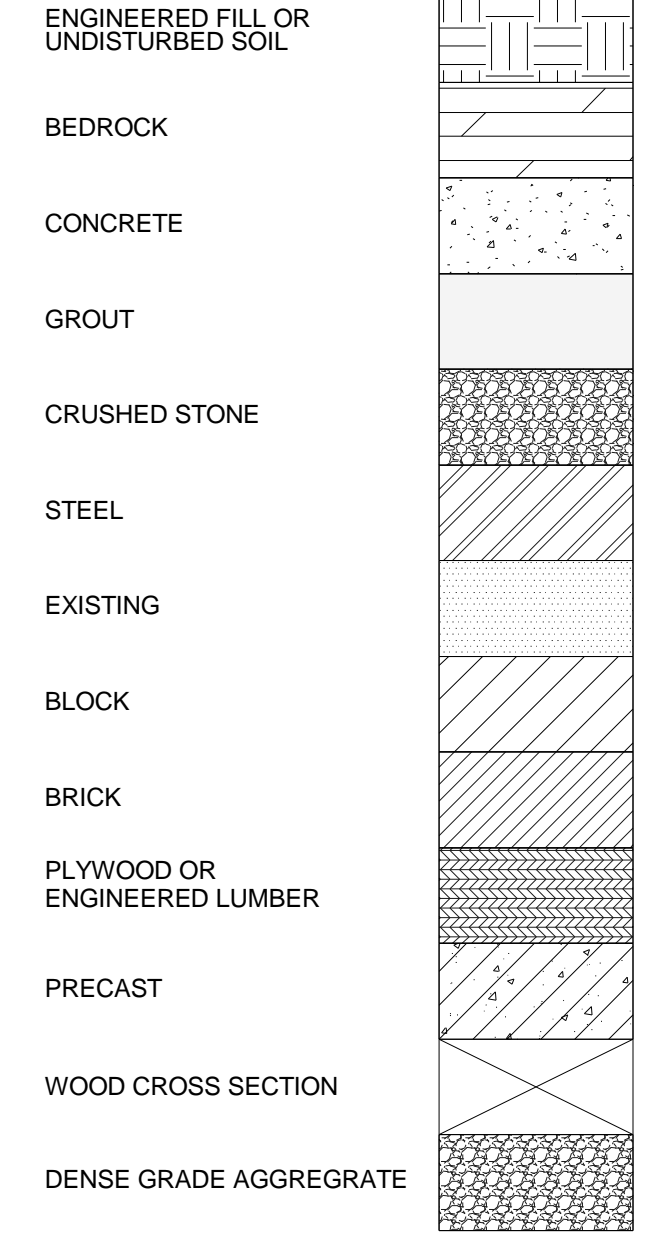 ENGINEERED FILL OR
UNDISTURBED SOIL
BEDROCK
CONCRETE
GROUT
CRUSHED STONE
STEEL
EXISTING
BLOCK
BRICK
PLYWOOD OR
ENGINEERED LUMBER
PRECAST
WOOD CROSS SECTION
DENSE GRADE AGGREGRATE